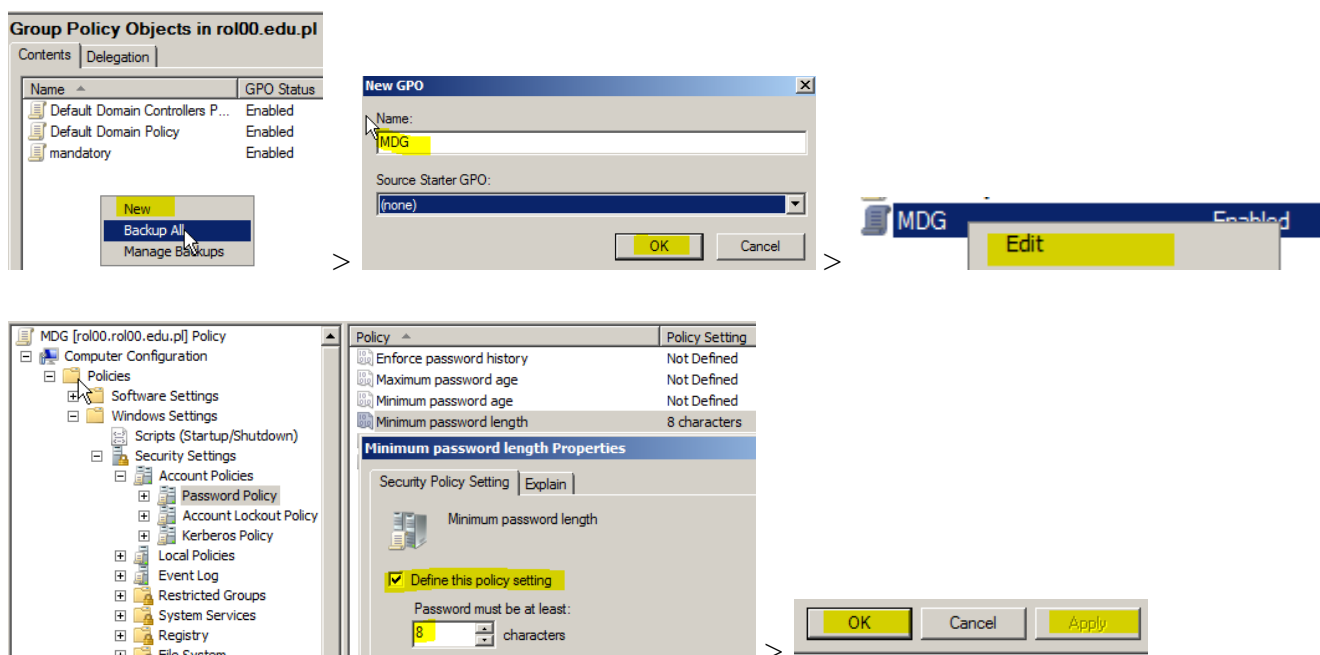 Group Policy Objects in rol00.edu.pl
Contents Delegation
Name GPO Status
Default Domain Controllers P... Enabled
Default Domain Policy Enabled
mandatory Enabled
New
Backup All
Manage Backups
>
New GPO
Name:
MDG
Source Starter GPO:
(none)
OK Cancel
>
MDG Enabled
Edit
MDG [rol00.rol00.edu.pl] Policy
Computer Configuration
Policies
Software Settings
Windows Settings
Scripts (Startup/Shutdown)
Security Settings
Account Policies
Password Policy
Account Lockout Policy
Kerberos Policy
Local Policies
Event Log
Restricted Groups
System Services
Registry
File System
Policy Policy Setting
Enforce password history Not Defined
Maximum password age Not Defined
Minimum password age Not Defined
Minimum password length 8 characters
Minimum password length Properties
Security Policy Setting Explain
Minimum password length
Define this policy setting
Password must be at least:
8 characters
>
OK Cancel Apply